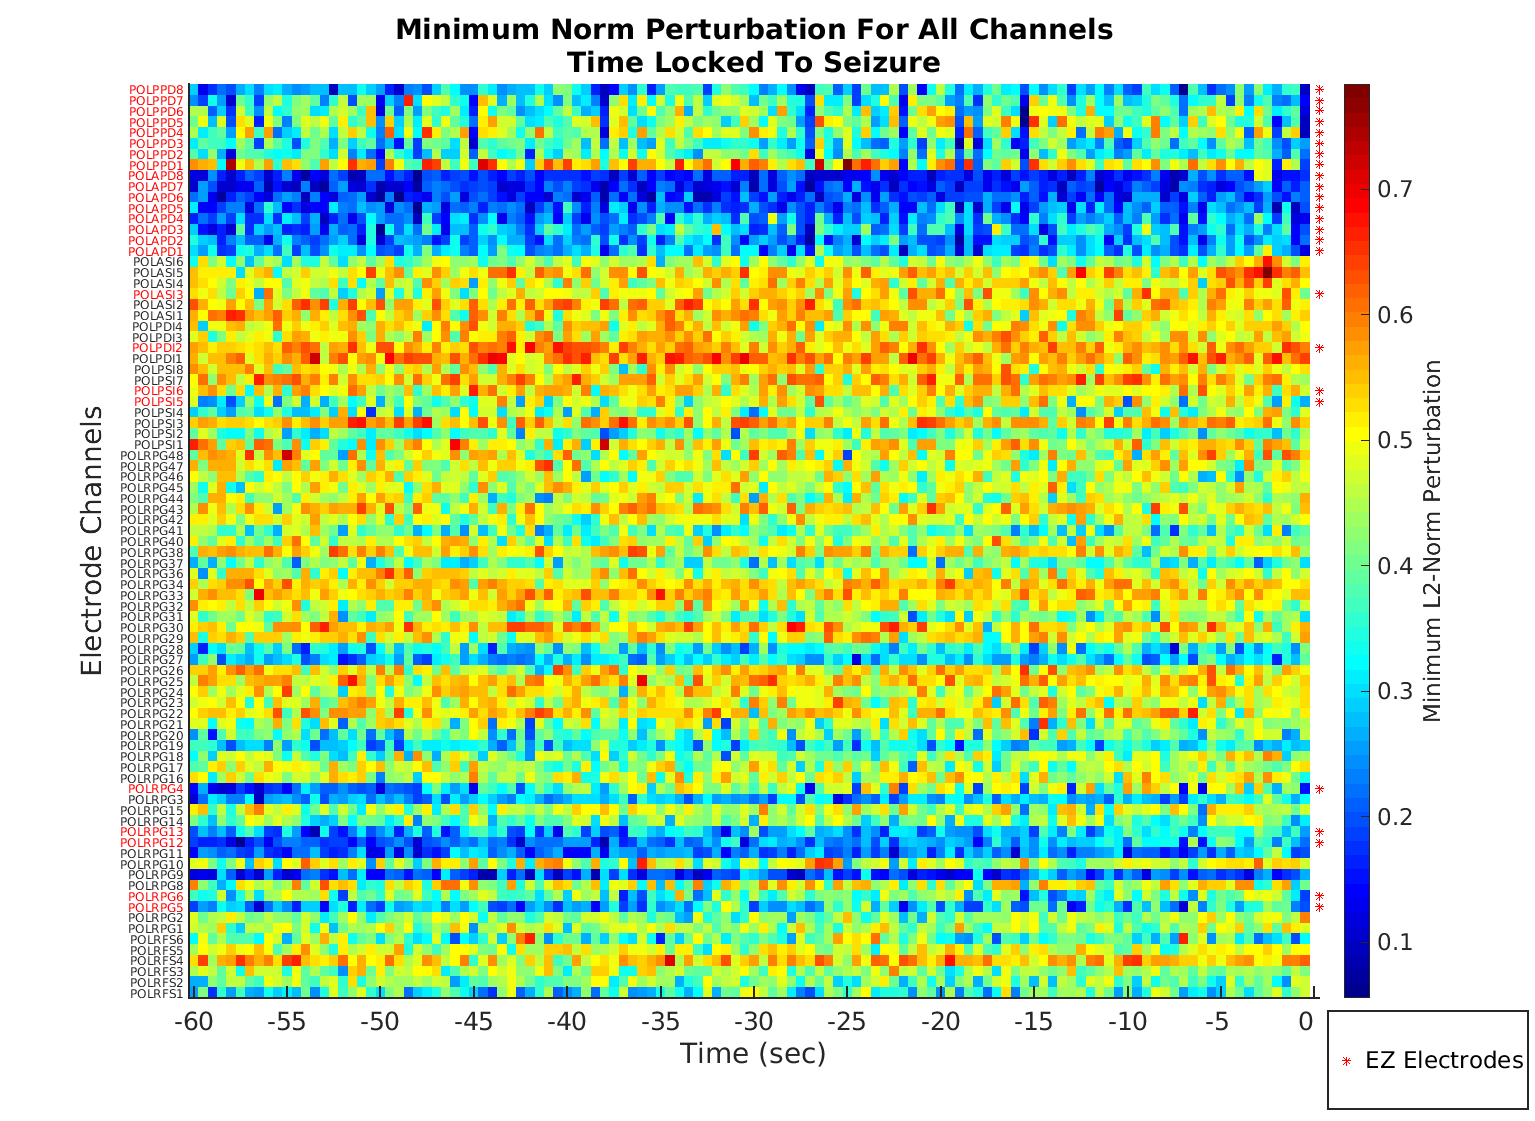 Minimum Norm Perturbation For All Channels
Time Locked To Seizure
POLPPD8
POLPPD7
POLPPD6
POLPPD5
POLPPD4
POLPPD3
POLPPD2
POLPPD1
POLAPD8
POLAPD7
POLAPD6
POLAPD5
POLAPD4
POLAPD3
POLAPD2
POLAPD1
POLASI6
POLASI5
POLASI4
POLASI3
POLASI2
POLASI1
POLPDI4
POLPDI3
POLPDI2
POLPDI1
POLPSI8
POLPSI7
POLPSI6
POLPSI5
POLPSI4
POLPSI3
POLPSI2
POLPSI1
POLRPG48
POLRPG47
POLRPG46
POLRPG45
POLRPG44
POLRPG43
POLRPG42
POLRPG41
POLRPG40
POLRPG38
POLRPG37
POLRPG36
POLRPG34
POLRPG33
POLRPG32
POLRPG31
POLRPG30
POLRPG29
POLRPG28
POLRPG27
POLRPG26
POLRPG25
POLRPG24
POLRPG23
POLRPG22
POLRPG21
POLRPG20
POLRPG19
POLRPG18
POLRPG17
POLRPG16
POLRPG4
POLRPG3
POLRPG15
POLRPG14
POLRPG13
POLRPG12
POLRPG11
POLRPG10
POLRPG9
POLRPG8
POLRPG6
POLRPG5
POLRPG2
POLRPG1
POLRFS6
POLRFS5
POLRFS4
POLRFS3
POLRFS2
POLRFS1
Electrode Channels
-60 -55 -50 -45 -40 -35 -30 -25 -20 -15 -10 -5 0
Time (sec)
0.7
0.6
0.5
0.4
0.3
0.2
0.1
Minimum L2-Norm Perturbation
EZ Electrodes